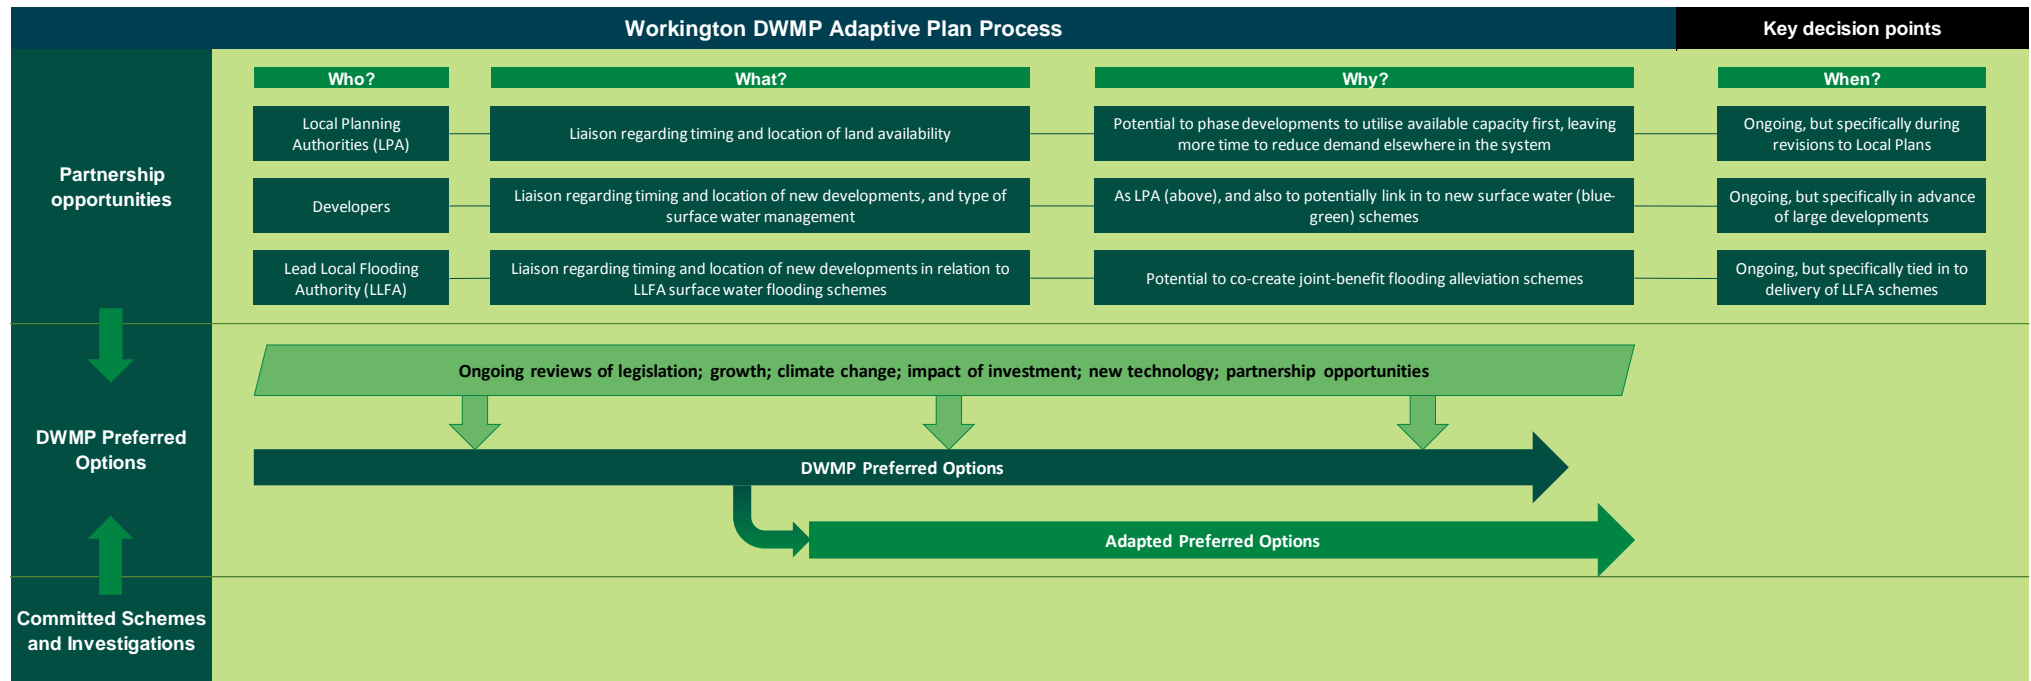 Workington DWMP Adaptive Plan Process
Key decision points
Who?
What?
Why?
When?
Partnership
opportunities
Local Planning
Authorities (LPA)
Liaison regarding timing and location of land availability
Potential to phase developments to utilise available capacity first, leaving
more time to reduce demand elsewhere in the system
Ongoing, but specifically during
revisions to Local Plans
Developers
Liaison regarding timing and location of new developments, and type of
surface water management
As LPA (above), and also to potentially link in to new surface water (blue-
green) schemes
Ongoing, but specifically in advance
of large developments
Lead Local Flooding
Authority (LLFA)
Liaison regarding timing and location of new developments in relation to
LLFA surface water flooding schemes
Potential to co-create joint-benefit flooding alleviation schemes
Ongoing, but specifically tied in to
delivery of LLFA schemes
DWMP Preferred
Options
Ongoing reviews of legislation; growth; climate change; impact of investment; new technology; partnership opportunities
DWMP Preferred Options
Adapted Preferred Options
Committed Schemes
and Investigations